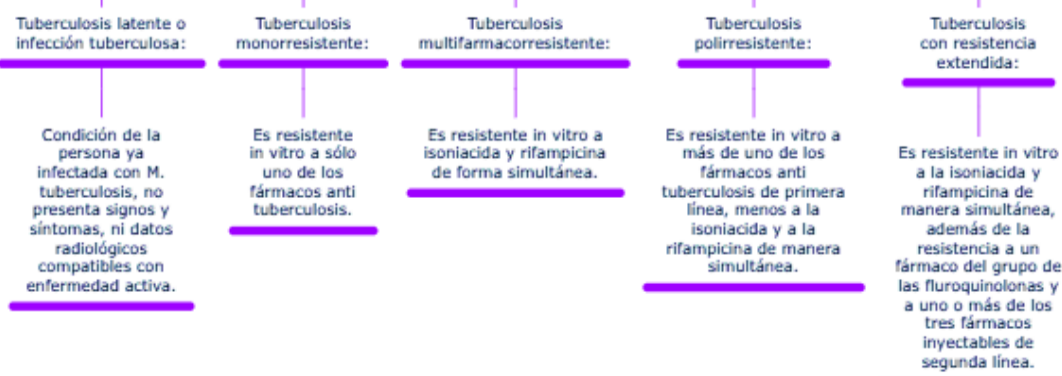 Tuberculosis latente o
infección tuberculosa:
Condición de la
persona ya
infectada con M.
tuberculosis, no
presenta signos y
síntomas, ni datos
radiológicos
compatibles con
enfermedad activa.
Tuberculosis
monorresistente:
Es resistente
in vitro a sólo
uno de los
fármacos anti
tuberculosis.
Tuberculosis
multifarmacorresistente:
Es resistente in vitro a
isoniacida y rifampicina
de forma simultánea.
Tuberculosis
polirresistente:
Es resistente in vitro a
más de uno de los
fármacos anti
tuberculosis de primera
línea, menos a la
isoniacida y a la
rifampicina de manera
simultánea.
Tuberculosis
con resistencia
extendida:
Es resistente in vitro
a la isoniacida y
rifampicina de
manera simultánea,
además de la
resistencia a un
fármaco del grupo de
las fluroquinolonas y
a uno o más de los
tres fármacos
inyectables de
segunda línea.